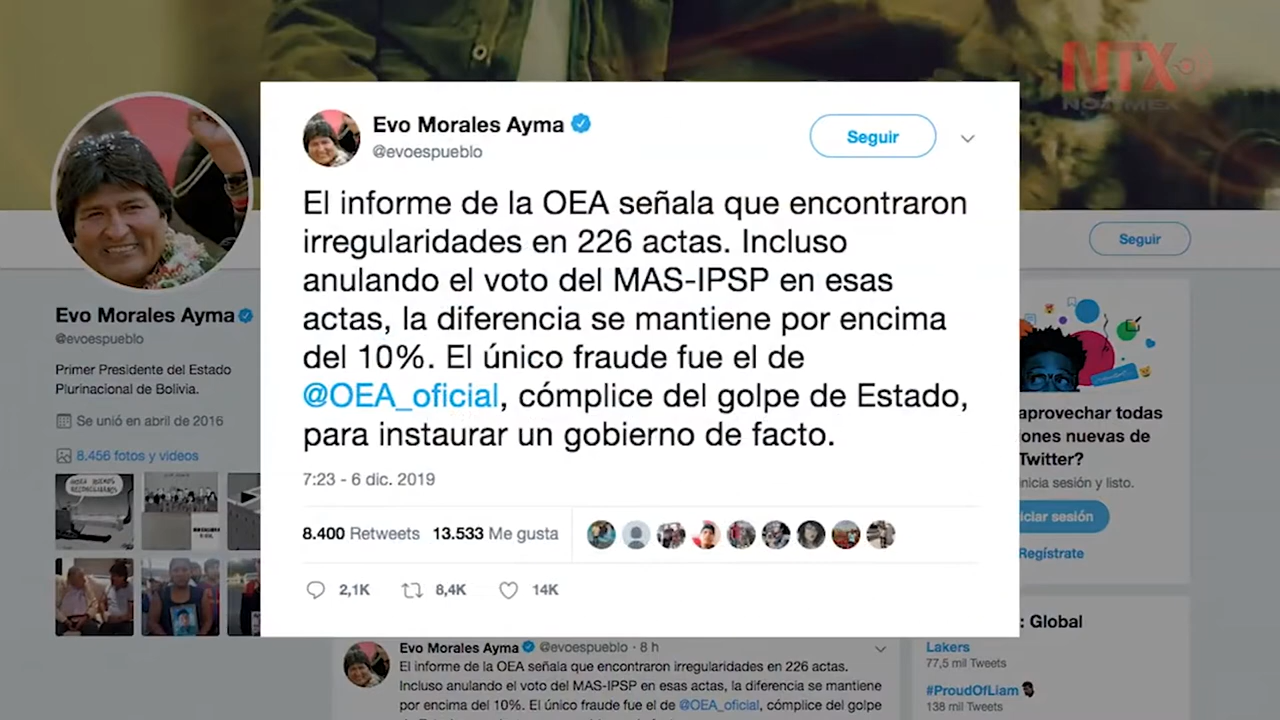 NTX
NOTIMEX
Evo Morales Ayma
@evoespueblo
Seguir
El informe de la OEA señala que encontraron
irregularidades en 226 actas. Incluso
anulando el voto del MAS-IPSP en esas
actas, la diferencia se mantiene por encima
del 10%. El único fraude fue el de
@OEA_oficial, cómplice del golpe de Estado,
para instaurar un gobierno de facto.
7:23 - 6 dic. 2019
8.400 Retweets 13.533 Me gusta
2,1K 8,4K 14K
Evo Morales Ayma
@evoespueblo
Primer Presidente del Estado
Plurinacional de Bolivia.
Se unió en abril de 2016
8.456 fotos y videos
Seguir
aprovechar todas
ones nuevas de
Twitter?
nicia sesión y listo.
iciar sesión
Regístrate
: Global
Lakers
77,5 mil Tweets
#ProudOfLiam
138 mil Tweets
Evo Morales Ayma @evoespueblo · 8 h
El informe de la OEA señala que encontraron irregularidades en 226 actas.
Incluso anulando el voto del MAS-IPSP en esas actas, la diferencia se mantiene
por encima del 10%. El único fraude fue el de @OEA_oficial, cómplice del golpe